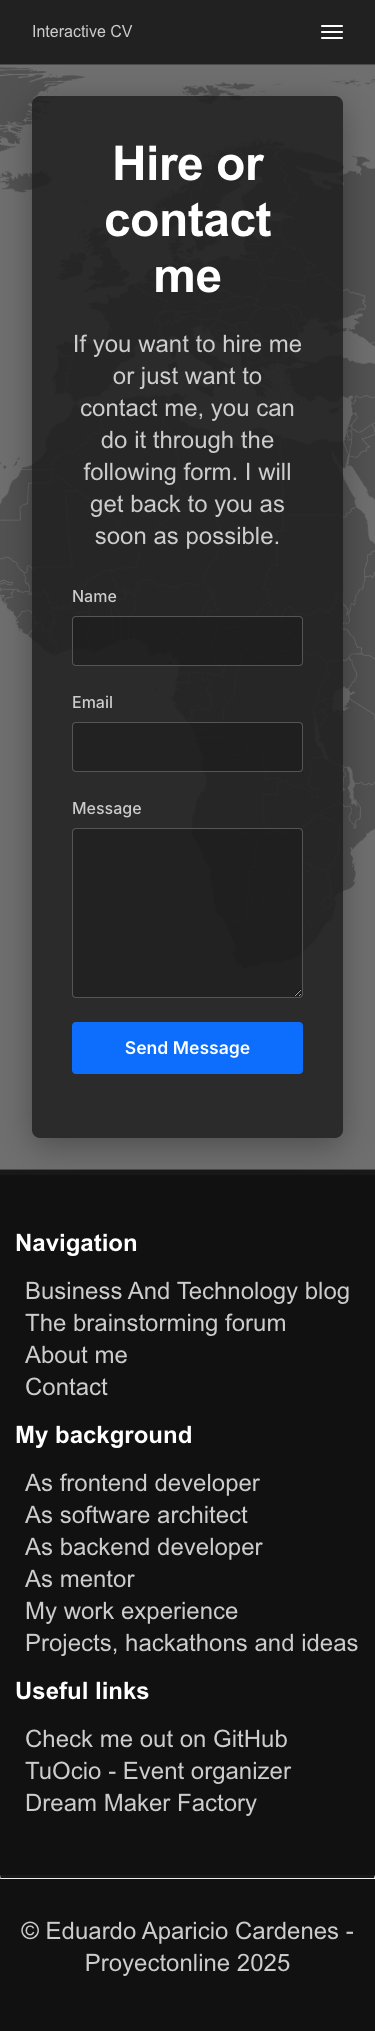 Interactive CV
Hire or
contact
me
If you want to hire me
or just want to
contact me, you can
do it through the
following form. I will
get back to you as
soon as possible.
Name
Email
Message
Send Message
Navigation
Business And Technology blog
The brainstorming forum
About me
Contact
My background
As frontend developer
As software architect
As backend developer
As mentor
My work experience
Projects, hackathons and ideas
Useful links
Check me out on GitHub
TuOcio - Event organizer
Dream Maker Factory
© Eduardo Aparicio Cardenes -
Proyectonline 2025